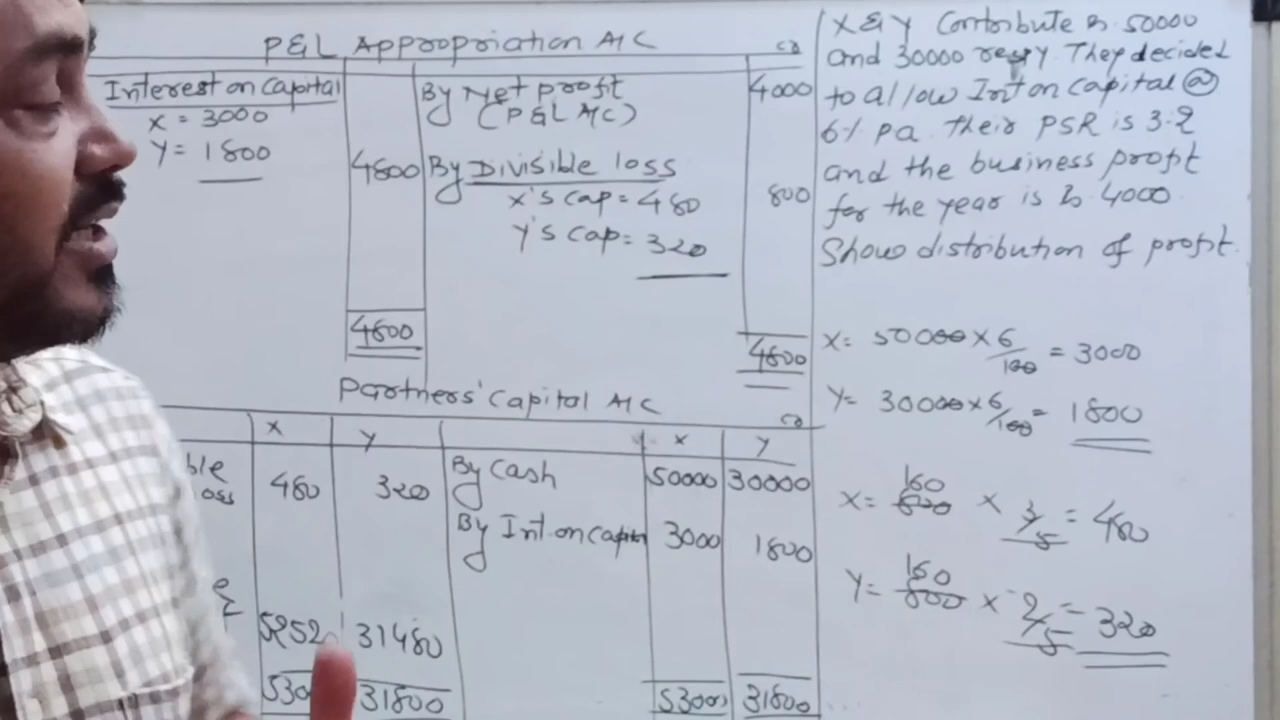 P&L Appropriation A/C
CR
Interest on capital
X = 3000
Y = 1800
4800
By Net profit
(P&L A/C)
4000
By Divisible loss
X's cap = 480
Y's cap = 320
800
4800
4800
Partners' Capital A/C
CR
X Y X Y
ble
loss
480 320
By Cash 50000 30000
By Int on capital 3000 1800
31480
31800 53000 31800
X & Y Contribute Rs 50000
and 30000 respy. They decided
to allow Int on capital @
6% pa. their PSR is 3:2
and the business profit
for the year is Rs 4000
Show distribution of profit.
X = 50000 x 6/100 = 3000
Y = 30000 x 6/100 = 1800
160
X = 800 x 3/5 = 480
160
Y = 800 x 2/5 = 320